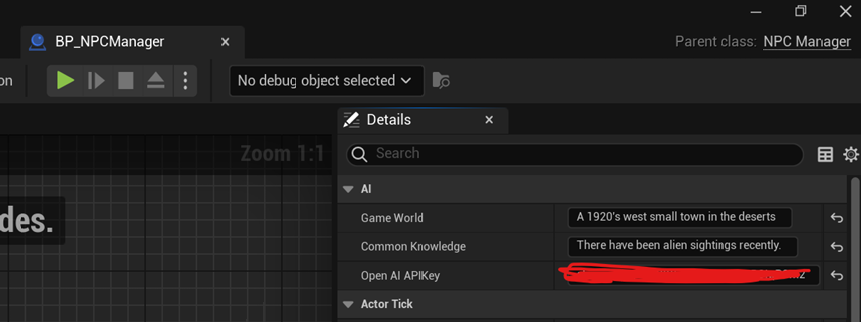 BP_NPCManager
Parent class: NPC Manager
on
No debug object selected
Details
Zoom 1:1
Search
AI
des.
Game World
A 1920's west small town in the deserts
Common Knowledge
There have been alien sightings recently.
Open AI APIKey
Actor Tick